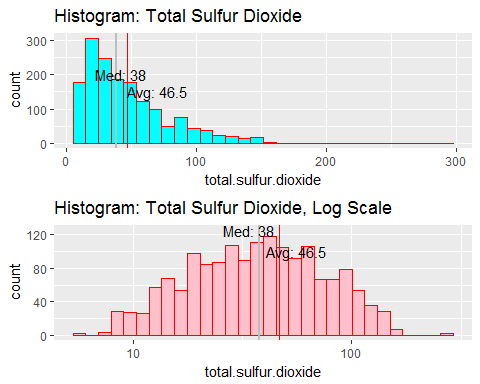 Histogram: Total Sulfur Dioxide
300
200
100
0
count
Med: 38
Avg: 46.5
0 100 200 300
total.sulfur.dioxide
Histogram: Total Sulfur Dioxide, Log Scale
120
80
40
0
count
Med: 38
Avg: 46.5
10 100
total.sulfur.dioxide